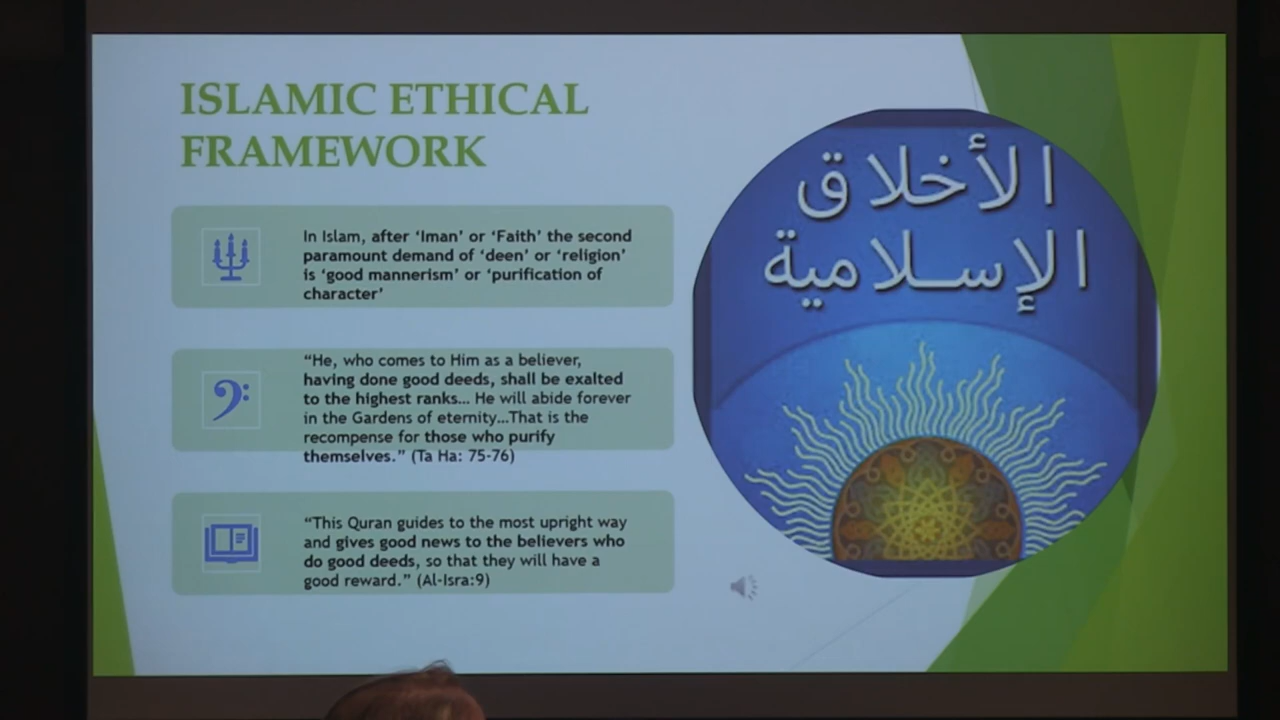 ISLAMIC ETHICAL
FRAMEWORK
In Islam, after ‘Iman’ or ‘Faith’ the second
paramount demand of ‘deen’ or ‘religion’
is ‘good mannerism’ or ‘purification of
character’
“He, who comes to Him as a believer,
having done good deeds, shall be exalted
to the highest ranks… He will abide forever
in the Gardens of eternity…That is the
recompense for those who purify
themselves.” (Ta Ha: 75-76)
“This Quran guides to the most upright way
and gives good news to the believers who
do good deeds, so that they will have a
good reward.” (Al-Isra:9)
الأخلاق
الإسـلامية